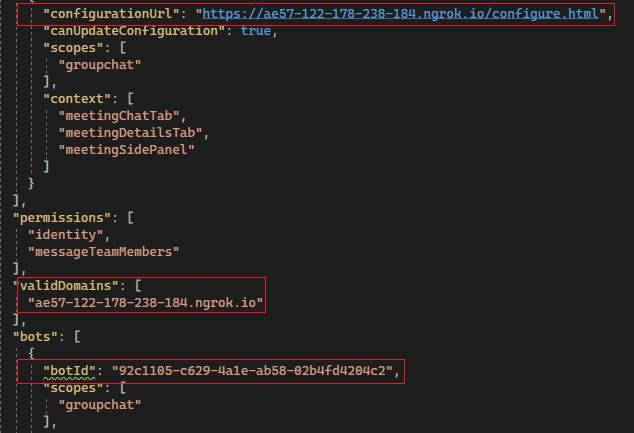 {
"configurationUrl": "https://ae57-122-178-238-184.ngrok.io/configure.html",
"canUpdateConfiguration": true,
"scopes": [
"groupchat"
],
"context": [
"meetingChatTab",
"meetingDetailsTab",
"meetingSidePanel"
]
}
],
"permissions": [
"identity",
"messageTeamMembers"
],
"validDomains": [
"ae57-122-178-238-184.ngrok.io"
],
"bots": [
{
"botId": "92c1105-c629-4a1e-ab58-02b4fd4204c2",
"scopes": [
"groupchat"
],